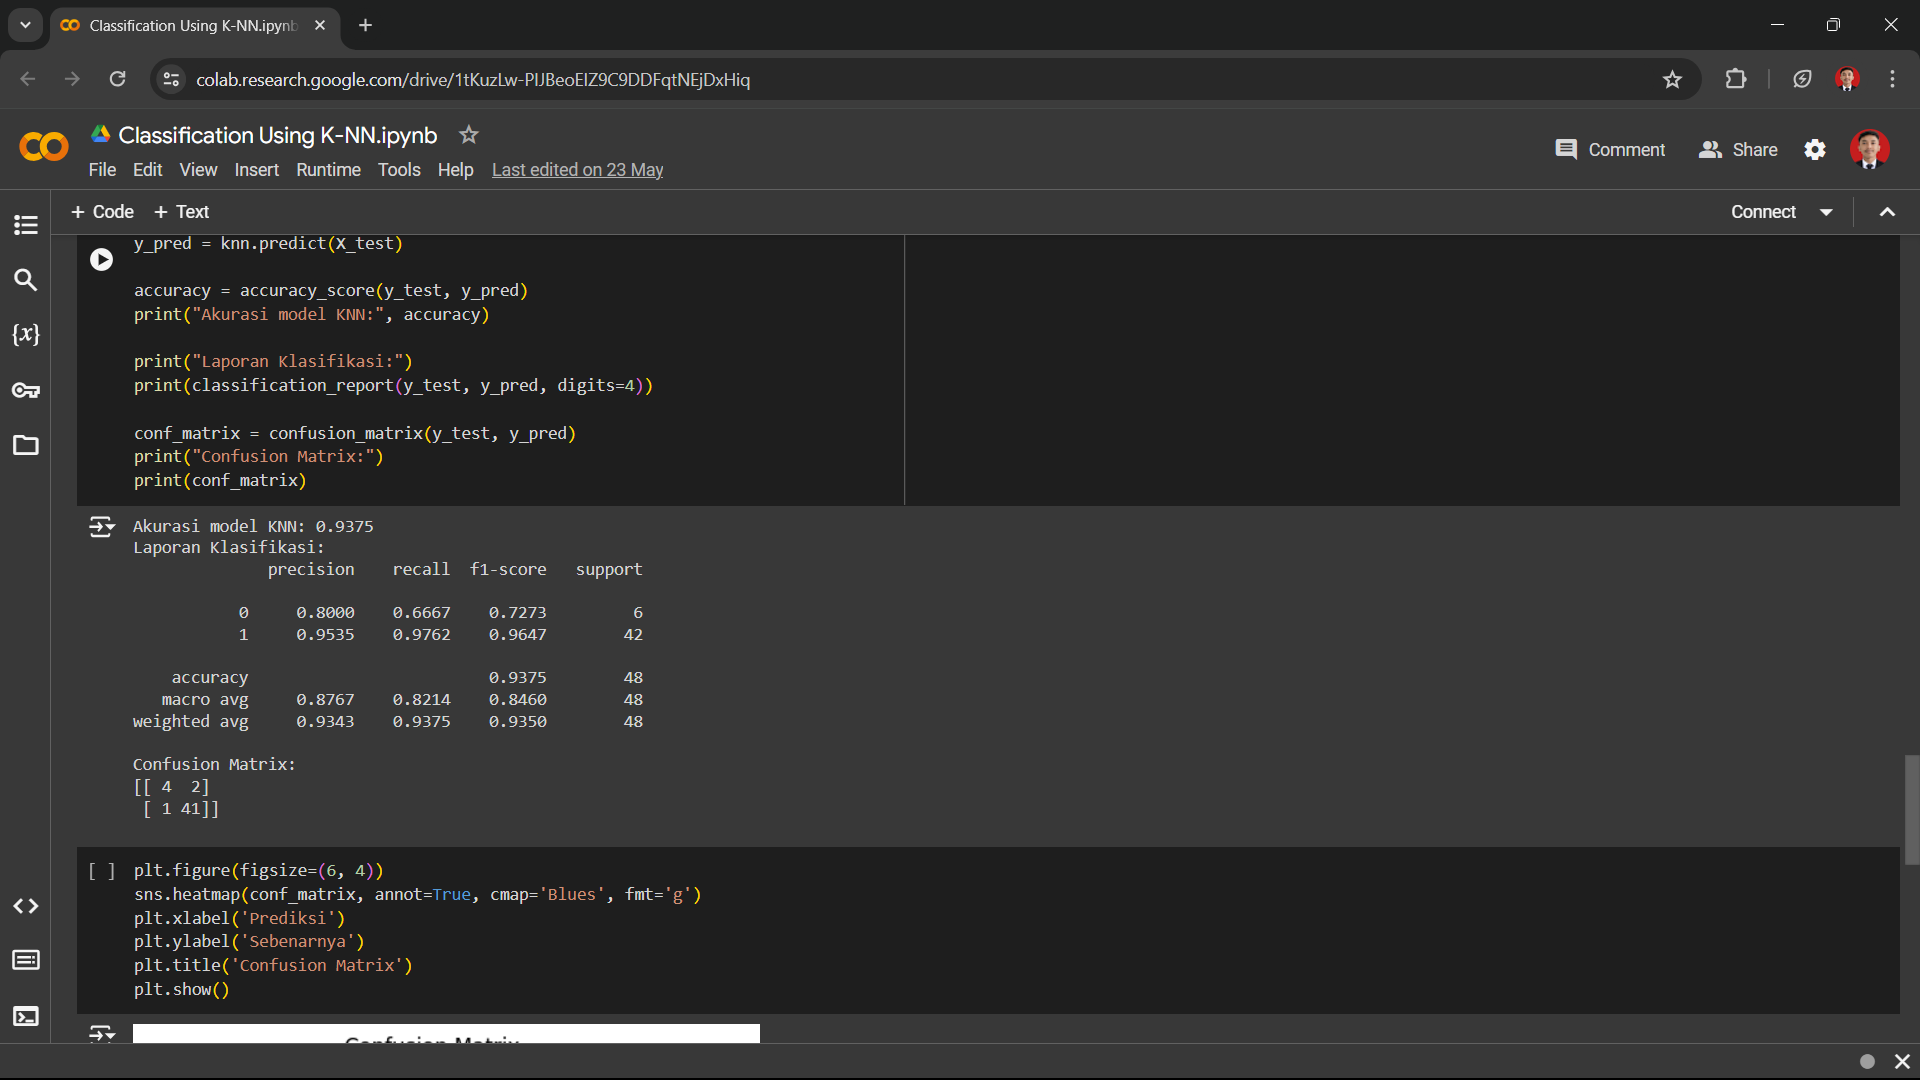 Classification Using K-NN.ipynb
colab.research.google.com/drive/1tKuzLw-PIJBeoEIZ9C9DDFqtNEjDxHiq
Classification Using K-NN.ipynb
Comment Share
File Edit View Insert Runtime Tools Help Last edited on 23 May
+ Code + Text Connect
y_pred = knn.predict(X_test)
accuracy = accuracy_score(y_test, y_pred)
print("Akurasi model KNN:", accuracy)
print("Laporan Klasifikasi:")
print(classification_report(y_test, y_pred, digits=4))
conf_matrix = confusion_matrix(y_test, y_pred)
print("Confusion Matrix:")
print(conf_matrix)
Akurasi model KNN: 0.9375
Laporan Klasifikasi:
precision recall f1-score support
0 0.8000 0.6667 0.7273 6
1 0.9535 0.9762 0.9647 42
accuracy 0.9375 48
macro avg 0.8767 0.8214 0.8460 48
weighted avg 0.9343 0.9375 0.9350 48
Confusion Matrix:
[[ 4 2]
[ 1 41]]
[ ] plt.figure(figsize=(6, 4))
sns.heatmap(conf_matrix, annot=True, cmap='Blues', fmt='g')
plt.xlabel('Prediksi')
plt.ylabel('Sebenarnya')
plt.title('Confusion Matrix')
plt.show()
Confusion Matrix